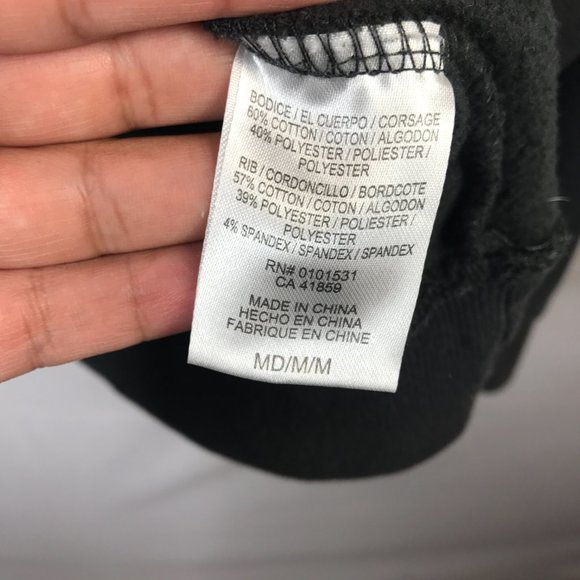 BODICE / EL CUERPO / CORSAGE
60% COTTON / COTON / ALGODON
40% POLYESTER / POLIESTER /
POLYESTER
RIB / CORDONCILLO / BORDCOTE
57% COTTON / COTON / ALGODON
39% POLYESTER / POLIESTER /
POLYESTER
4% SPANDEX / SPANDEX / SPANDEX
RN# 0101531
CA 41859
MADE IN CHINA
HECHO EN CHINA
FABRIQUE EN CHINE
MD/M/M